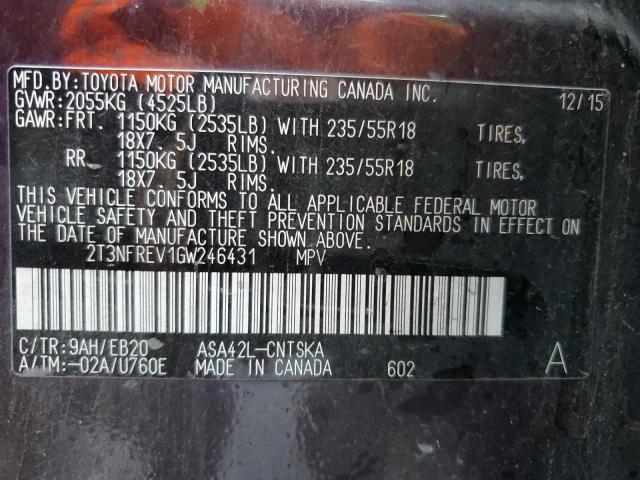 MFD.BY:TOYOTA MOTOR MANUFACTURING CANADA INC. 12/15
GVWR:2055KG (4525LB)
GAWR:FRT. 1150KG (2535LB) WITH 235/55R18 TIRES,
18X7. 5J RIMS.
RR. 1150KG (2535LB) WITH 235/55R18 TIRES,
18X7. 5J RIMS.
THIS VEHICLE CONFORMS TO ALL APPLICABLE FEDERAL MOTOR
VEHICLE SAFETY AND THEFT PREVENTION STANDARDS IN EFFECT ON
THE DATE OF MANUFACTURE SHOWN ABOVE.
2T3NFREV1GW246431 MPV
C/TR:9AH/EB20 ASA42L-CNTSKA A
A/TM:-02A/U760E MADE IN CANADA 602